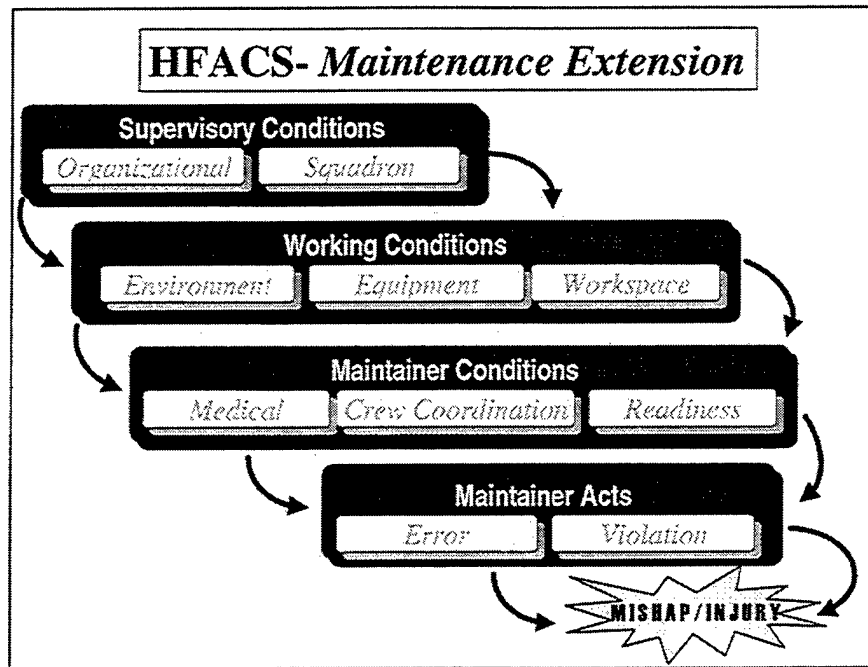 HFACS- Maintenance Extension
Supervisory Conditions
Organizational Squadron
Working Conditions
Environment Equipment Workspace
Maintainer Conditions
Medical Crew Coordination Readiness
Maintainer Acts
Error Violation
MISHAP/INJURY